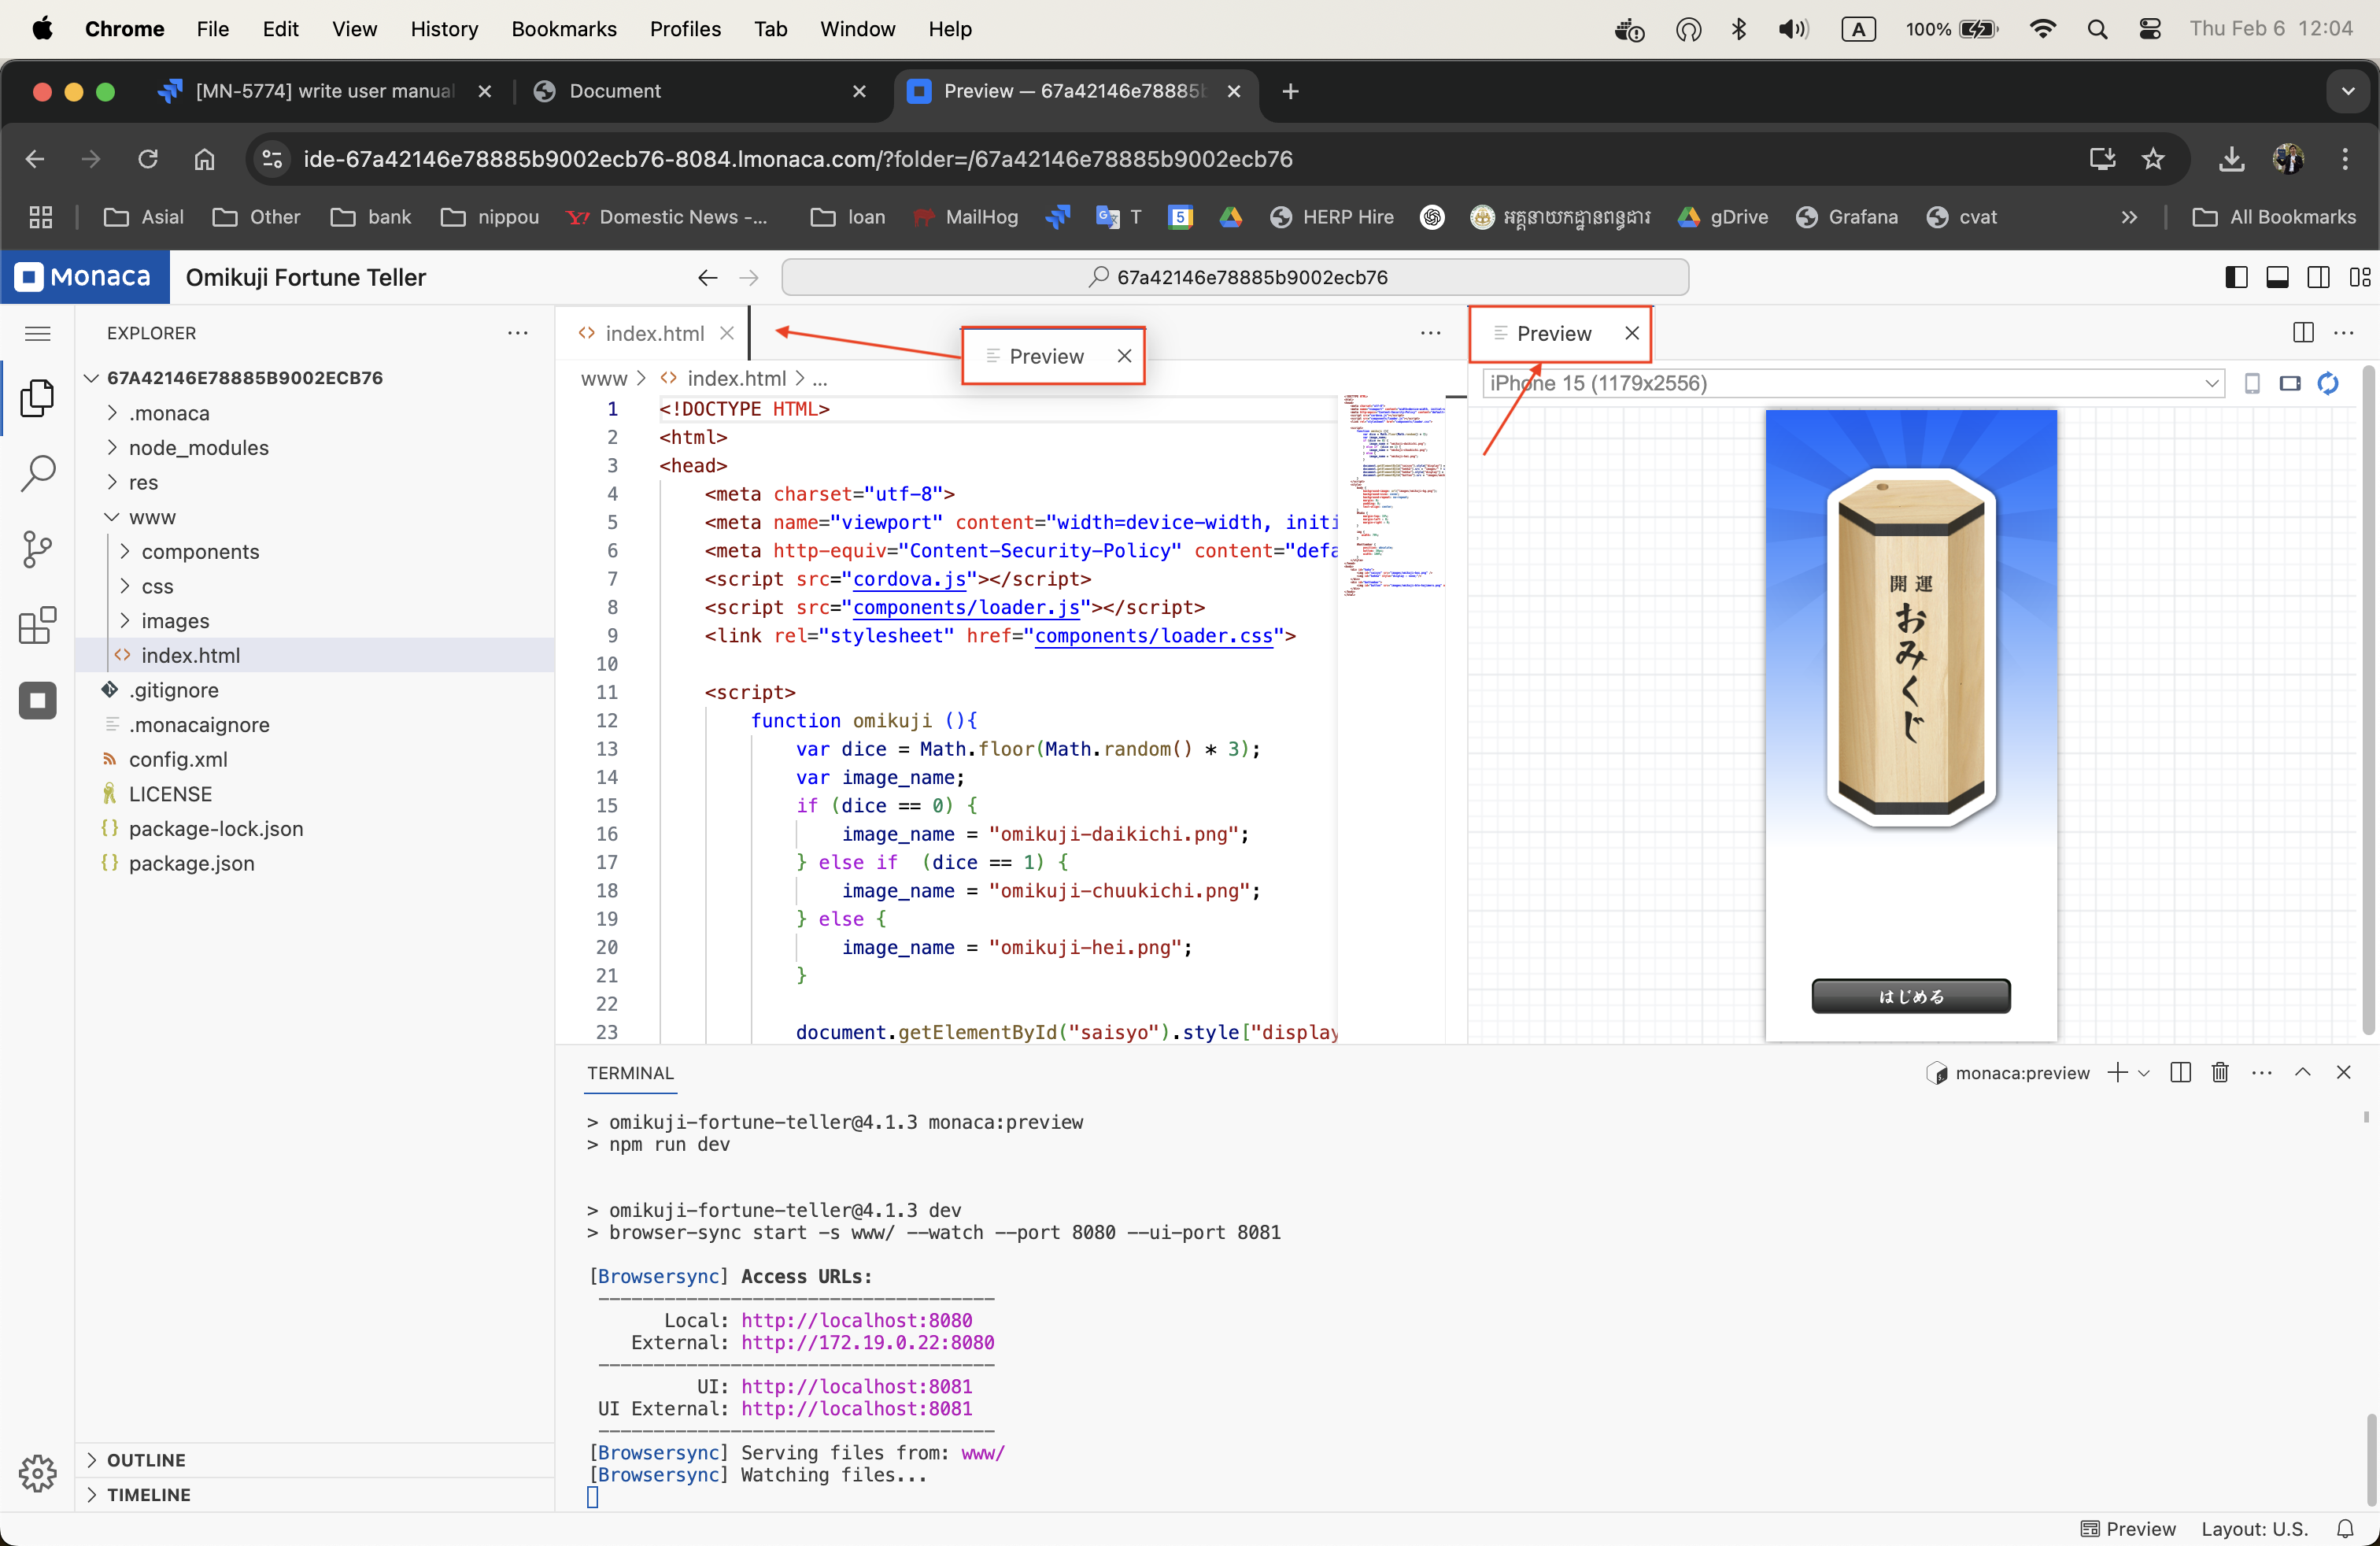 Chrome File Edit View History Bookmarks Profiles Tab Window Help
A 100% Thu Feb 6 12:04
[MN-5774] write user manual
Document
Preview — 67a42146e78885b
ide-67a42146e78885b9002ecb76-8084.lmonaca.com/?folder=/67a42146e78885b9002ecb76
Asial Other bank nippou Domestic News -... loan MailHog T 5 HERP Hire អគ្គនាយកដ្ឋានពន្ធដារ gDrive Grafana cvat All Bookmarks
Monaca Omikuji Fortune Teller
67a42146e78885b9002ecb76
EXPLORER
67A42146E78885B9002ECB76
.monaca
node_modules
res
www
components
css
images
index.html
.gitignore
.monacaignore
config.xml
LICENSE
package-lock.json
package.json
OUTLINE
TIMELINE
index.html
Preview
www > index.html > ...
1 <!DOCTYPE HTML>
2 <html>
3 <head>
4 <meta charset="utf-8">
5 <meta name="viewport" content="width=device-width, initi
6 <meta http-equiv="Content-Security-Policy" content="defa
7 <script src="cordova.js"></script>
8 <script src="components/loader.js"></script>
9 <link rel="stylesheet" href="components/loader.css">
10
11 <script>
12 function omikuji (){
13 var dice = Math.floor(Math.random() * 3);
14 var image_name;
15 if (dice == 0) {
16 image_name = "omikuji-daikichi.png";
17 } else if (dice == 1) {
18 image_name = "omikuji-chuukichi.png";
19 } else {
20 image_name = "omikuji-hei.png";
21 }
22
23 document.getElementById("saisyo").style["display
Preview
iPhone 15 (1179x2556)
開運
おみくじ
はじめる
TERMINAL
monaca:preview
> omikuji-fortune-teller@4.1.3 monaca:preview
> npm run dev
> omikuji-fortune-teller@4.1.3 dev
> browser-sync start -s www/ --watch --port 8080 --ui-port 8081
[Browsersync] Access URLs:
------------------------------------
Local: http://localhost:8080
External: http://172.19.0.22:8080
------------------------------------
UI: http://localhost:8081
UI External: http://localhost:8081
------------------------------------
[Browsersync] Serving files from: www/
[Browsersync] Watching files...
Preview Layout: U.S.